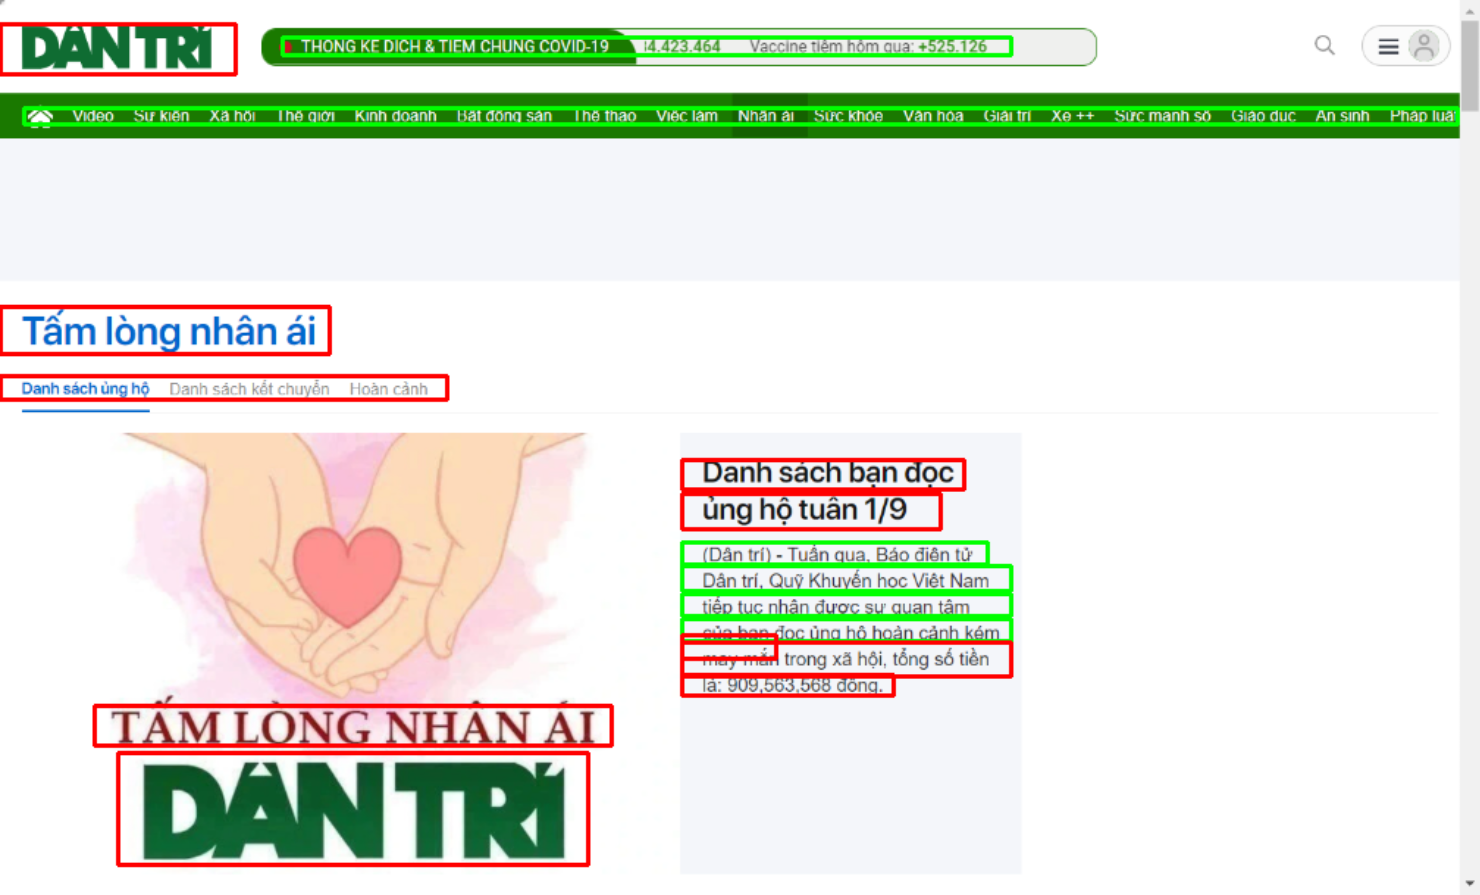 DÂN TRÍ
THỐNG KÊ DỊCH & TIÊM CHỦNG COVID-19 4.423.464 Vaccine tiêm hôm qua: +525.126
Video Sự kiện Xã hội Thế giới Kinh doanh Bất động sản Thể thao Việc làm Nhân ái Sức khỏe Văn hóa Giải trí Xe ++ Sức mạnh số Giáo dục An sinh Pháp luật
Tấm lòng nhân ái
Danh sách ủng hộ Danh sách kết chuyển Hoàn cảnh
Danh sách bạn đọc
ủng hộ tuần 1/9
(Dân trí) - Tuần qua, Báo điện tử
Dân trí, Quỹ Khuyến học Việt Nam
tiếp tục nhận được sự quan tâm
của bạn đọc ủng hộ hoàn cảnh kém
may mắn trong xã hội, tổng số tiền
là: 909,563,568 đồng.
TẤM LÒNG NHÂN ÁI
DÂN TRÍ